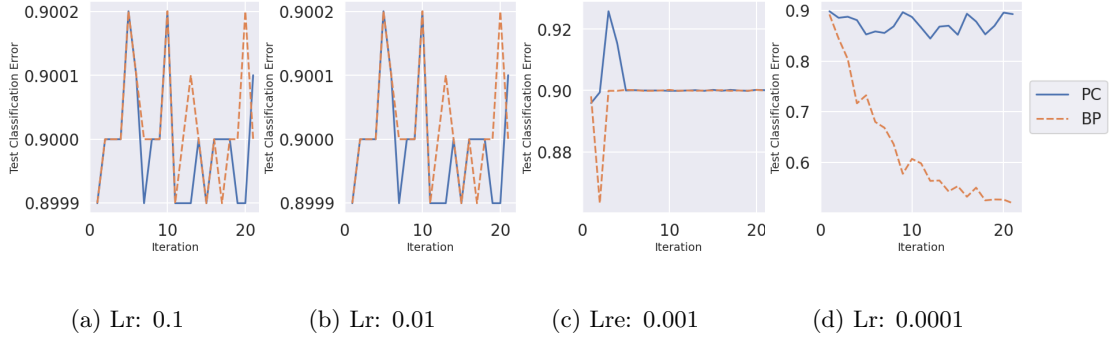 Test Classification Error
0.9002
0.9001
0.9000
0.8999
0
10
20
Iteration
Test Classification Error
0.9002
0.9001
0.9000
0.8999
0
10
20
Iteration
Test Classification Error
0.92
0.90
0.88
0
10
20
Iteration
Test Classification Error
0.9
0.8
0.7
0.6
10
20
Iteration
PC
BP
(a) Lr: 0.1
(b) Lr: 0.01
(c) Lre: 0.001
(d) Lr: 0.0001